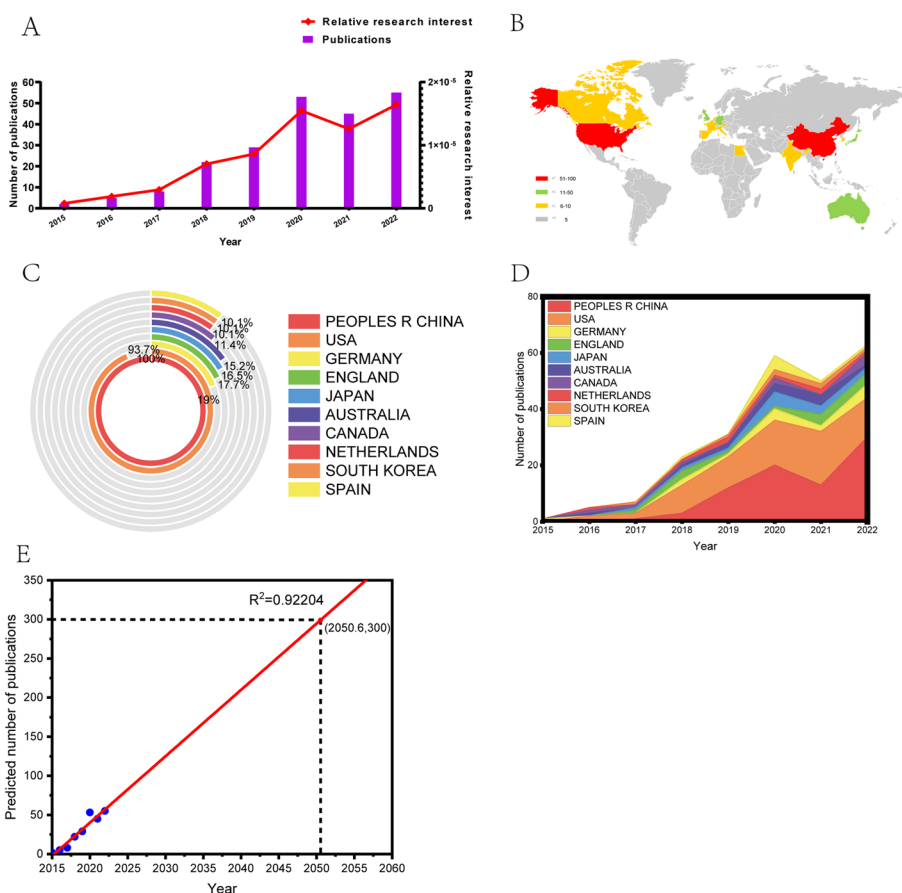 A
Relative research interest
Publications
Number of publications
60
50
40
30
20
10
0
2×10-5
1×10-5
0
Relative research interest
2015
2016
2017
2018
2019
2020
2021
2022
Year
B
< 51-100
< 11-50
< 6-10
< 5
C
10.1%
10.1%
10.1%
11.4%
15.2%
16.5%
17.7%
19%
93.7%
100%
PEOPLES R CHINA
USA
GERMANY
ENGLAND
JAPAN
AUSTRALIA
CANADA
NETHERLANDS
SOUTH KOREA
SPAIN
D
Number of publications
80
60
40
20
0
PEOPLES R CHINA
USA
GERMANY
ENGLAND
JAPAN
AUSTRALIA
CANADA
NETHERLANDS
SOUTH KOREA
SPAIN
2015
2016
2017
2018
2019
2020
2021
2022
Year
E
Predicted number of publications
350
300
250
200
150
100
50
0
R2=0.92204
(2050.6,300)
2015
2020
2025
2030
2035
2040
2045
2050
2055
2060
Year